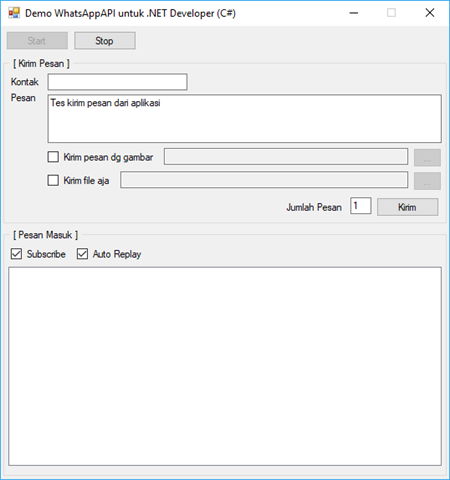 Demo WhatsAppAPI untuk .NET Developer (C#)
Start Stop
[ Kirim Pesan ]
Kontak
Pesan Tes kirim pesan dari aplikasi
Kirim pesan dg gambar ...
Kirim file aja ...
Jumlah Pesan 1 Kirim
[ Pesan Masuk ]
Subscribe Auto Replay